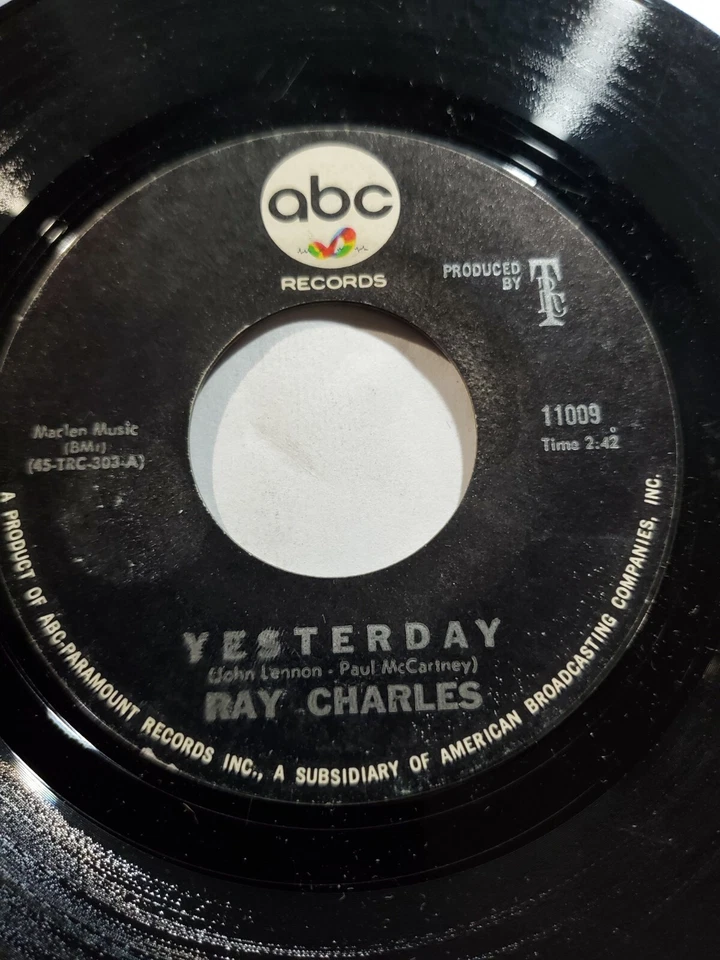 abc
RECORDS
PRODUCED
BY TRC
Maclen Music
(BMI)
(45-TRC-303-A)
11009
Time 2:42
YESTERDAY
(John Lennon - Paul McCartney)
RAY CHARLES
A PRODUCT OF ABC-PARAMOUNT RECORDS INC., A SUBSIDIARY OF AMERICAN BROADCASTING COMPANIES, INC.